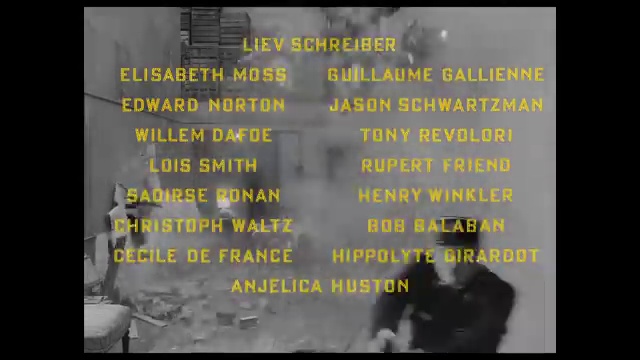 LIEV SCHREIBER
ELISABETH MOSS GUILLAUME GALLIENNE
EDWARD NORTON JASON SCHWARTZMAN
WILLEM DAFOE TONY REVOLORI
LOIS SMITH RUPERT FRIEND
SAOIRSE RONAN HENRY WINKLER
CHRISTOPH WALTZ BOB BALABAN
CECILE DE FRANCE HIPPOLYTE GIRARDOT
ANJELICA HUSTON